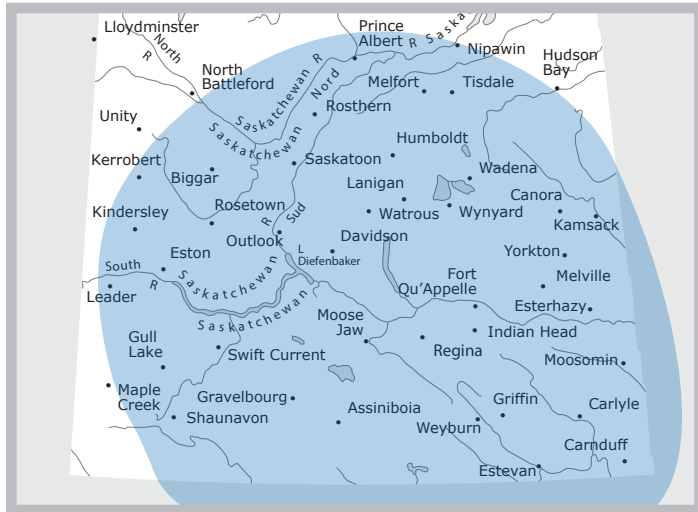 Lloydminster
North
R
Prince
Albert
R Saska
Nipawin
Hudson
Bay
North
Battleford
Saskatchewan R
Saskatchewan
Nord
Melfort
Tisdale
Rosthern
Unity
Humboldt
Kerrobert
Biggar
Saskatoon
Wadena
Lanigan
Canora
Kindersley
Rosetown
R Sud
Watrous
Wynyard
Kamsack
Outlook
Davidson
Eston
L
Diefenbaker
Yorkton
South
R
Saskatchewan
Saskatchewan
Leader
Fort
Qu’Appelle
Melville
Esterhazy
Moose
Jaw
Gull
Lake
Swift Current
Regina
Indian Head
Moosomin
Maple
Creek
Gravelbourg
Shaunavon
Assiniboia
Griffin
Weyburn
Carlyle
Carnduff
Estevan